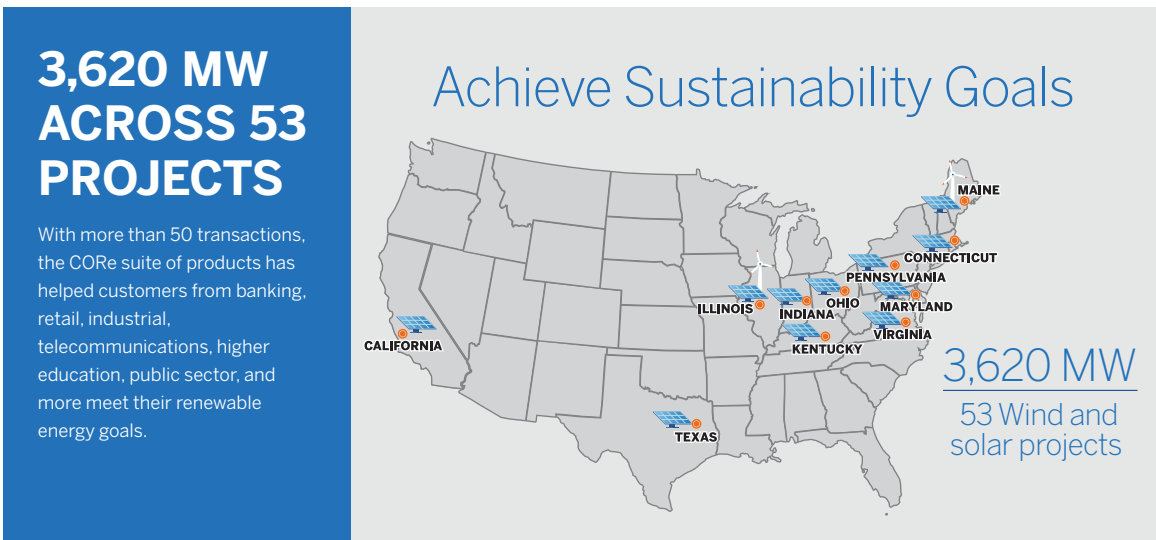 3,620 MW
ACROSS 53
PROJECTS
With more than 50 transactions,
the CORe suite of products has
helped customers from banking,
retail, industrial,
telecommunications, higher
education, public sector, and
more meet their renewable
energy goals.
Achieve Sustainability Goals
MAINE
CONNECTICUT
PENNSYLVANIA
MARYLAND
OHIO
ILLINOIS
INDIANA
VIRGINIA
KENTUCKY
CALIFORNIA
TEXAS
3,620 MW
53 Wind and
solar projects